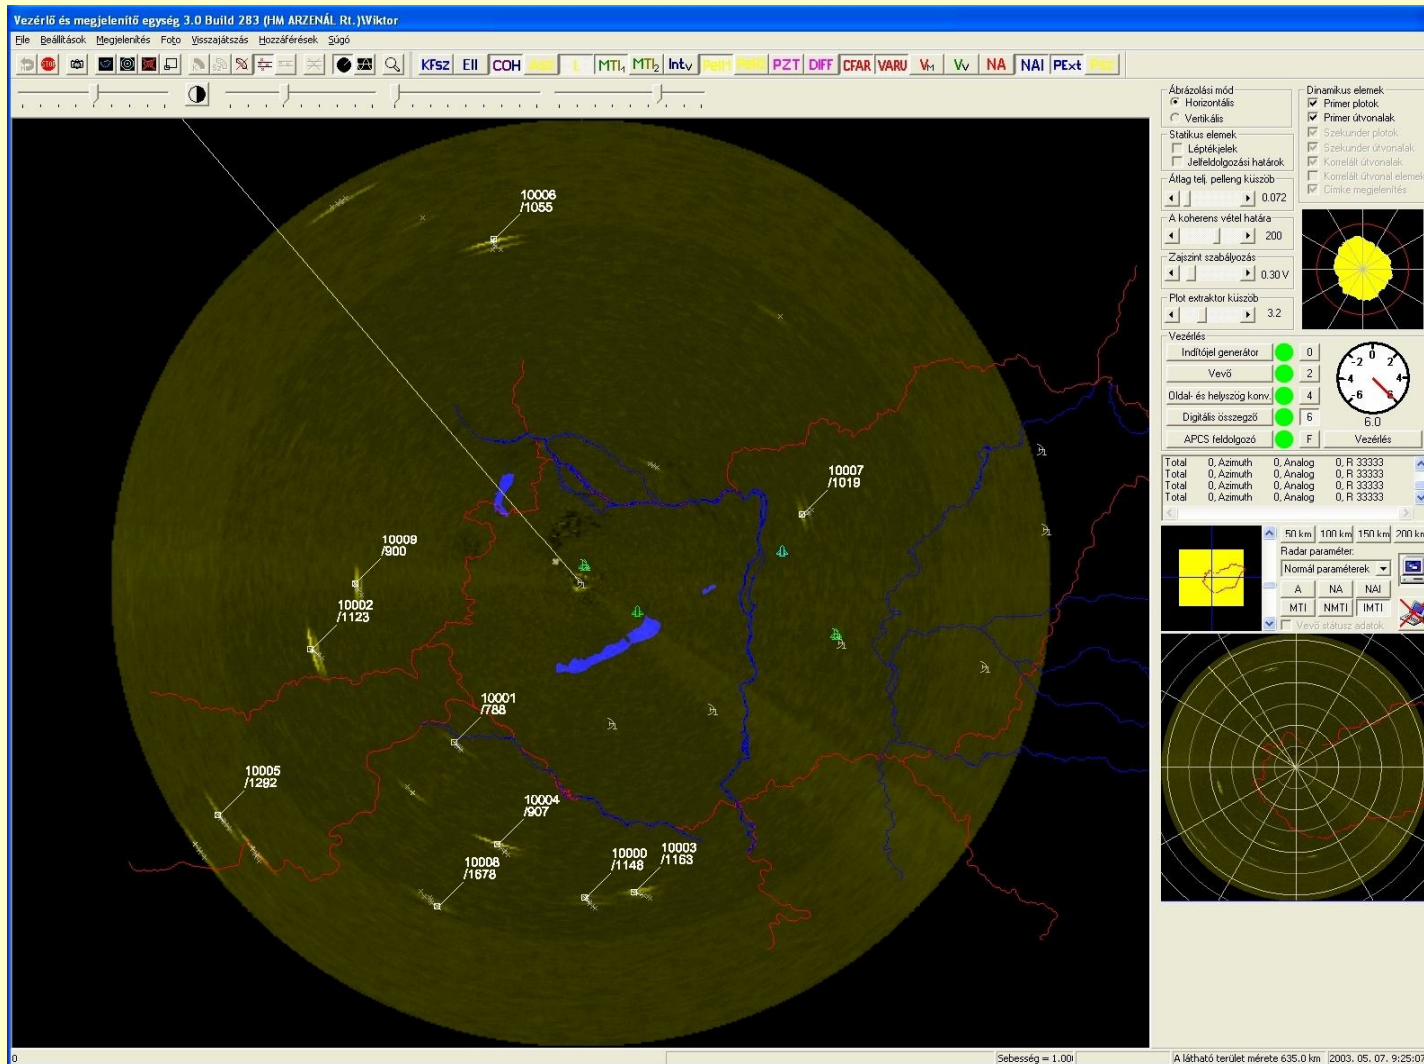 Vezérlő és megjelenítő egység 3.0 Build 283 (HM ARZENÁL Rt.)\Viktor
File Beállítások Megjelenítés Foto Visszajátszás Hozzáférések Súgó
STOP KFsz Ell COH L MTI1 MTI2 IntV PZT DIFF CFAR VARU VM VV NA NAI PExt
Ábrázolási mód
Horizontális
Vertikális
Dinamikus elemek
Primer plotok
Primer útvonalak
Szekunder plotok
Szekunder útvonalak
Korrelált útvonalak
Korrelált útvonal elemek
Címke megjelenítés
Statikus elemek
Léptékjelek
Jelfeldolgozási határok
Átlag telj. pelleng küszöb
0.072
A koherens vétel határa
200
Zajszint szabályozás
0.30 V
Plot extraktor küszöb
3.2
Vezérlés
Indítójel generátor 0
Vevő 2
Oldal- és helyszög konv. 4
Digitális összegző 6
APCS feldolgozó F
-6 -4 -2 0 2 4 6
6.0
Vezérlés
Total 0, Azimuth 0, Analog 0, R 33333
Total 0, Azimuth 0, Analog 0, R 33333
Total 0, Azimuth 0, Analog 0, R 33333
Total 0, Azimuth 0, Analog 0, R 33333
50 km 100 km 150 km 200 km
Radar paraméter:
Normál paraméterek
A NA NAI
MTI NMTI IMTI
Vevő státusz adatok
10006
/1055
10007
/1019
10009
/900
10002
/1123
10001
/788
10005
/1292
10004
/907
10008
/1678
10000
/1148
10003
/1163
0
Sebesség = 1.00
A látható terület mérete 635.0 km
2003. 05. 07. 9:25:0